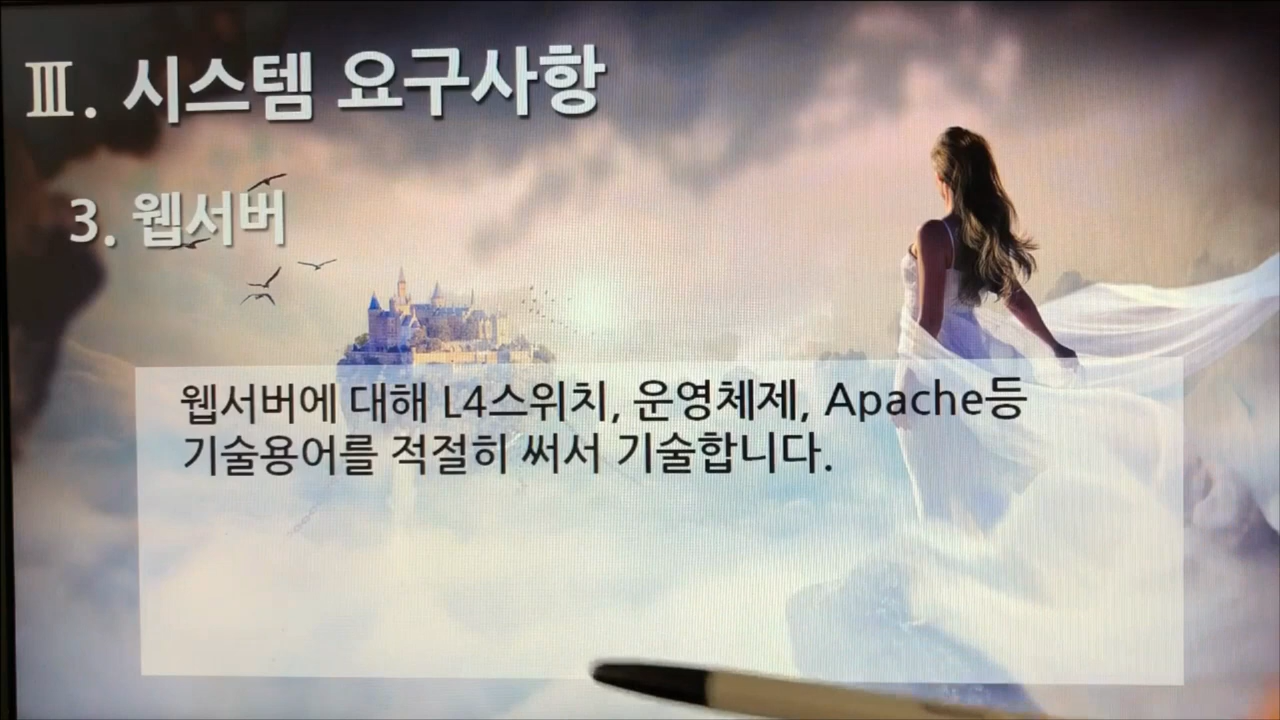 Ⅲ. 시스템 요구사항
3. 웹서버
웹서버에 대해 L4스위치, 운영체제, Apache등
기술용어를 적절히 써서 기술합니다.